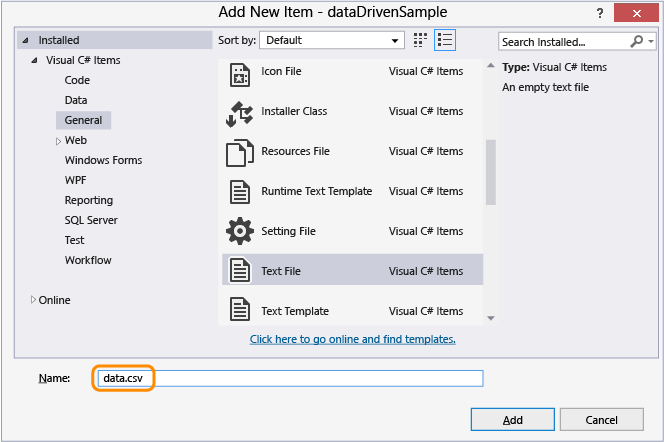 Add New Item - dataDrivenSample
?
Installed
Visual C# Items
Code
Data
General
Web
Windows Forms
WPF
Reporting
SQL Server
Test
Workflow
Online
Sort by: Default
Icon File Visual C# Items
Installer Class Visual C# Items
Resources File Visual C# Items
Runtime Text Template Visual C# Items
Setting File Visual C# Items
Text File Visual C# Items
Text Template Visual C# Items
Click here to go online and find templates.
Search Installed...
Type: Visual C# Items
An empty text file
Name: data.csv
Add Cancel